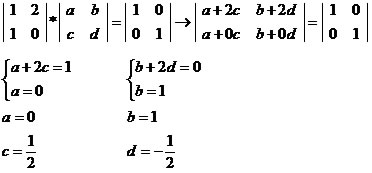 |1 2; 1 0| * |a b; c d| = |1 0; 0 1| → |a+2c b+2d; a+0c b+0d| = |1 0; 0 1|
{a+2c=1 {b+2d=0
{a=0 {b=1
a=0 b=1
c=1/2 d=-1/2